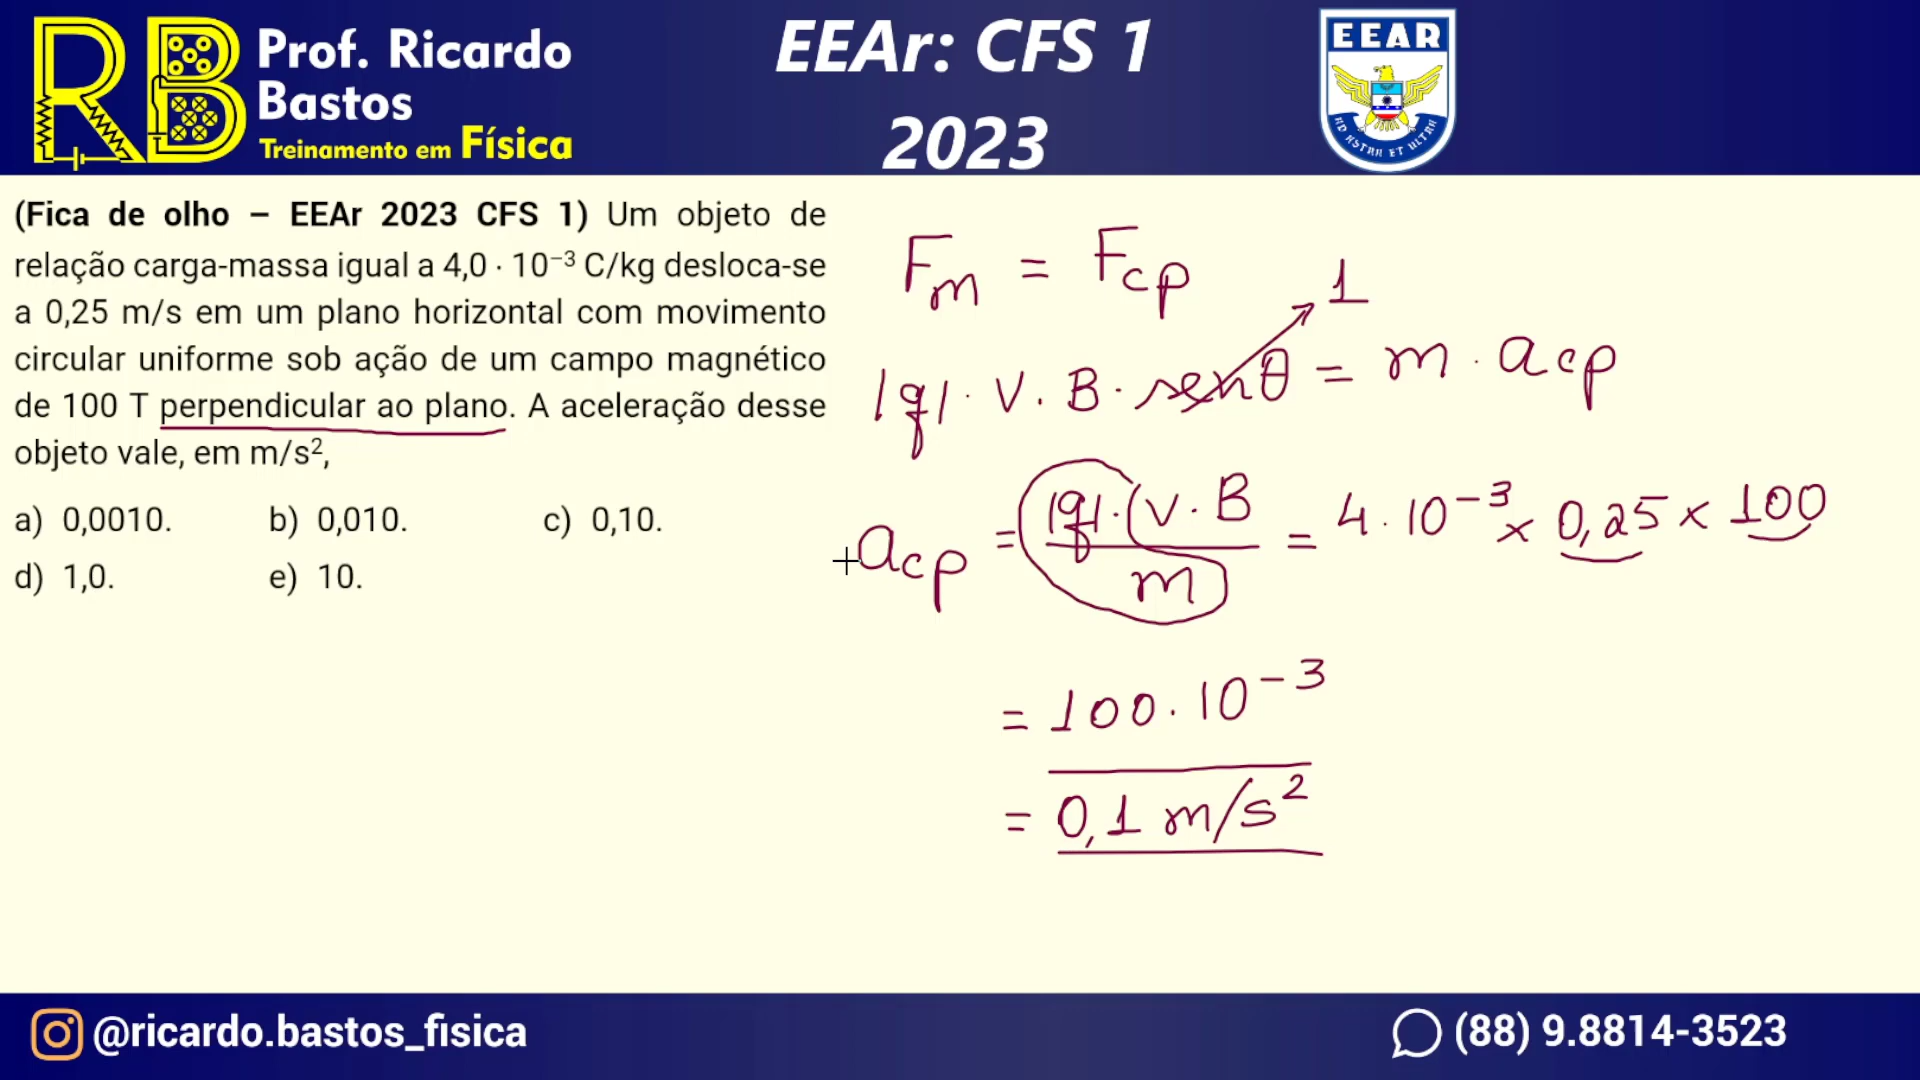 RB
Prof. Ricardo
Bastos
Treinamento em Física
EEAr: CFS 1
2023
EEAR
AD ASTRA ET ULTRA
(Fica de olho – EEAr 2023 CFS 1) Um objeto de
relação carga-massa igual a 4,0 · 10⁻³ C/kg desloca-se
a 0,25 m/s em um plano horizontal com movimento
circular uniforme sob ação de um campo magnético
de 100 T perpendicular ao plano. A aceleração desse
objeto vale, em m/s²,
a) 0,0010. b) 0,010. c) 0,10.
d) 1,0. e) 10.
Fm = Fcp
1
|q| · V · B · senθ = m · acp
acp = |q| · V · B / m = 4 · 10⁻³ × 0,25 × 100
= 100 · 10⁻³
= 0,1 m/s²
@ricardo.bastos_fisica
(88) 9.8814-3523